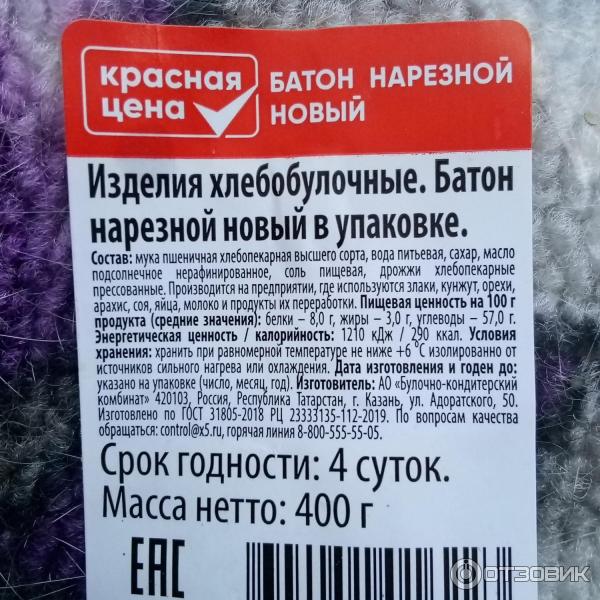 красная цена
БАТОН НАРЕЗНОЙ
НОВЫЙ
Изделия хлебобулочные. Батон
нарезной новый в упаковке.
Состав: мука пшеничная хлебопекарная высшего сорта, вода питьевая, сахар, масло
подсолнечное нерафинированное, соль пищевая, дрожжи хлебопекарные
прессованные. Производится на предприятии, где используются злаки, кунжут, орехи,
арахис, соя, яйца, молоко и продукты их переработки. Пищевая ценность на 100 г
продукта (средние значения): белки – 8,0 г, жиры – 3,0 г, углеводы – 57,0 г.
Энергетическая ценность / калорийность: 1210 кДж / 290 ккал. Условия
хранения: хранить при равномерной температуре не ниже +6 °С изолированно от
источников сильного нагрева или охлаждения. Дата изготовления и годен до:
указано на упаковке (число, месяц, год). Изготовитель: АО «Булочно-кондитерский
комбинат» 420103, Россия, Республика Татарстан, г. Казань, ул. Адоратского, 50.
Изготовлено по ГОСТ 31805-2018 РЦ 23333135-112-2019. По вопросам качества
обращаться: control@x5.ru, горячая линия 8-800-555-55-05.
Срок годности: 4 суток.
Масса нетто: 400 г
ЕАС
ОТЗОВИК